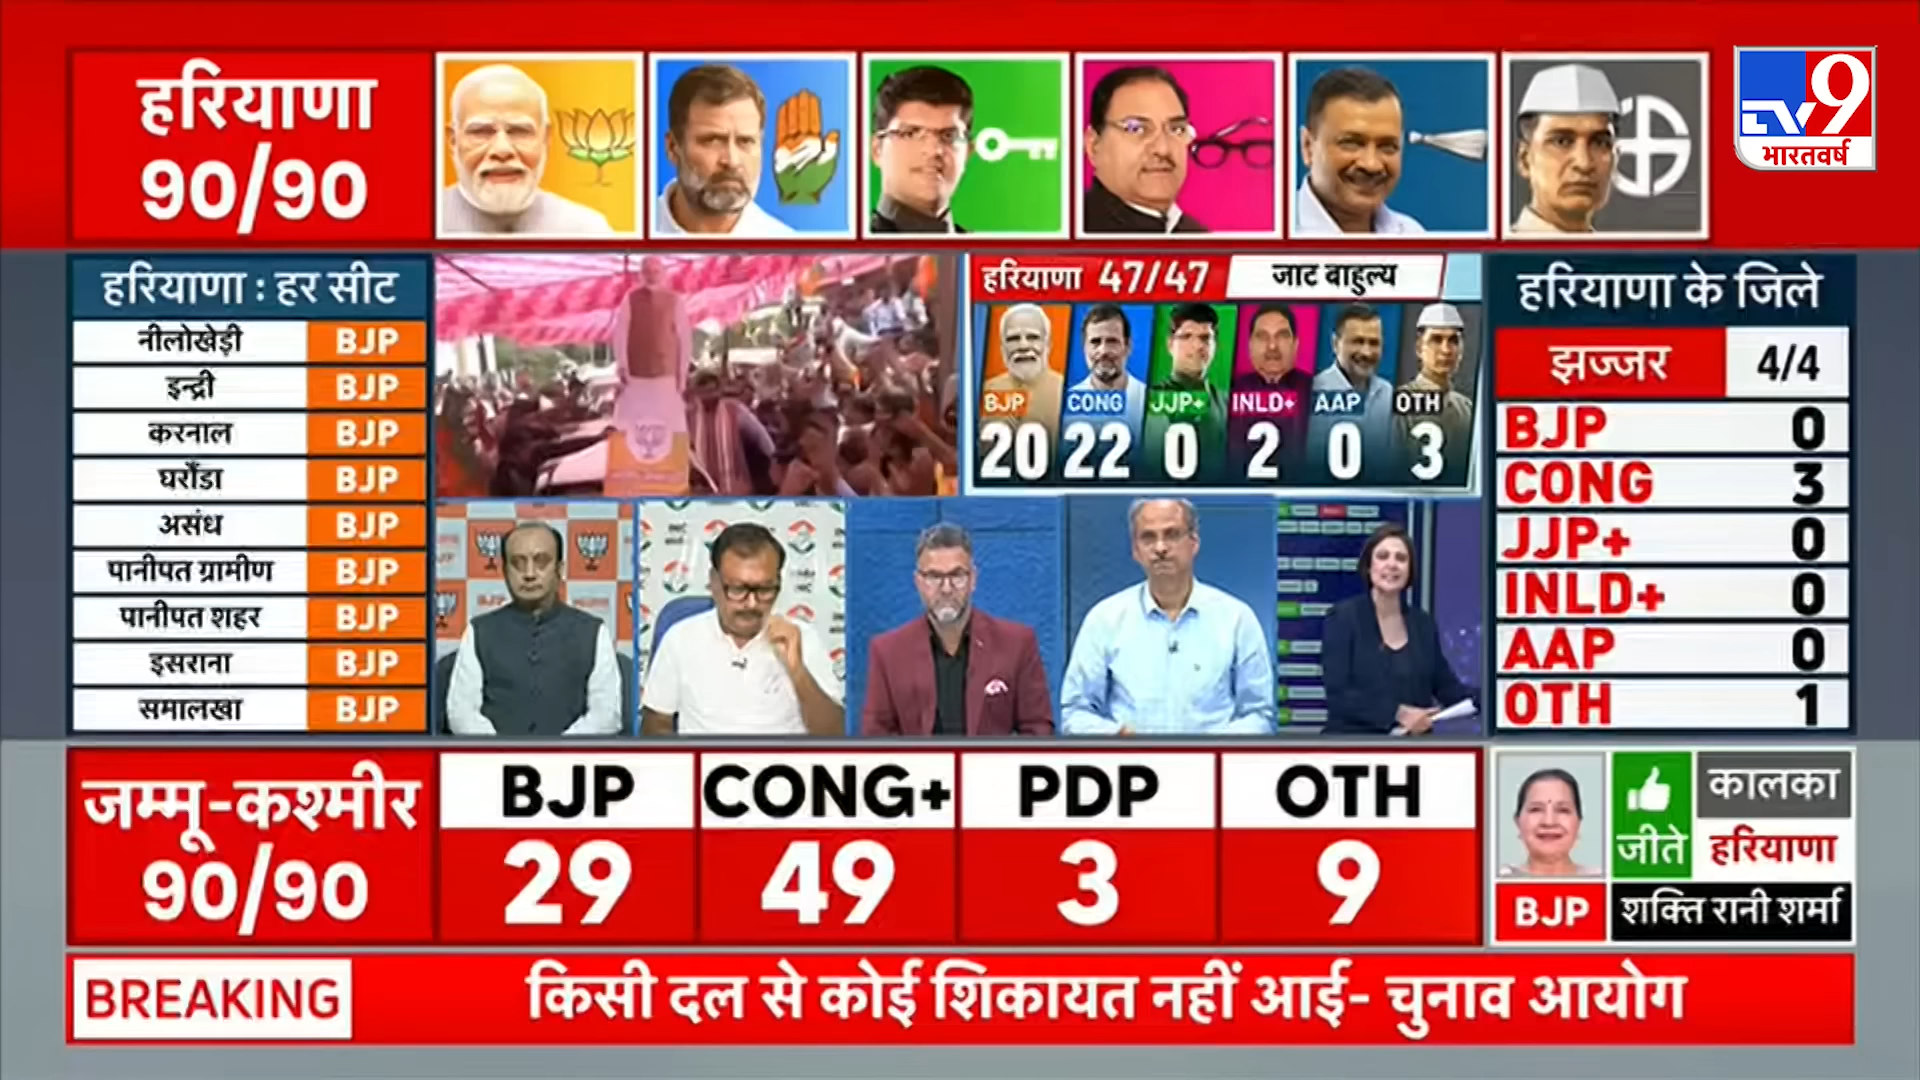 हरियाणा
90/90
TV9
भारतवर्ष
हरियाणा : हर सीट
नीलोखेड़ी BJP
इन्द्री BJP
करनाल BJP
घरौंडा BJP
असंध BJP
पानीपत ग्रामीण BJP
पानीपत शहर BJP
इसराना BJP
समालखा BJP
हरियाणा 47/47 जाट बाहुल्य
BJP CONG JJP+ INLD+ AAP OTH
20 22 0 2 0 3
हरियाणा के जिले
झज्जर 4/4
BJP 0
CONG 3
JJP+ 0
INLD+ 0
AAP 0
OTH 1
जम्मू-कश्मीर
90/90
BJP CONG+ PDP OTH
29 49 3 9
कालका
जीते हरियाणा
BJP शक्ति रानी शर्मा
BREAKING किसी दल से कोई शिकायत नहीं आई- चुनाव आयोग